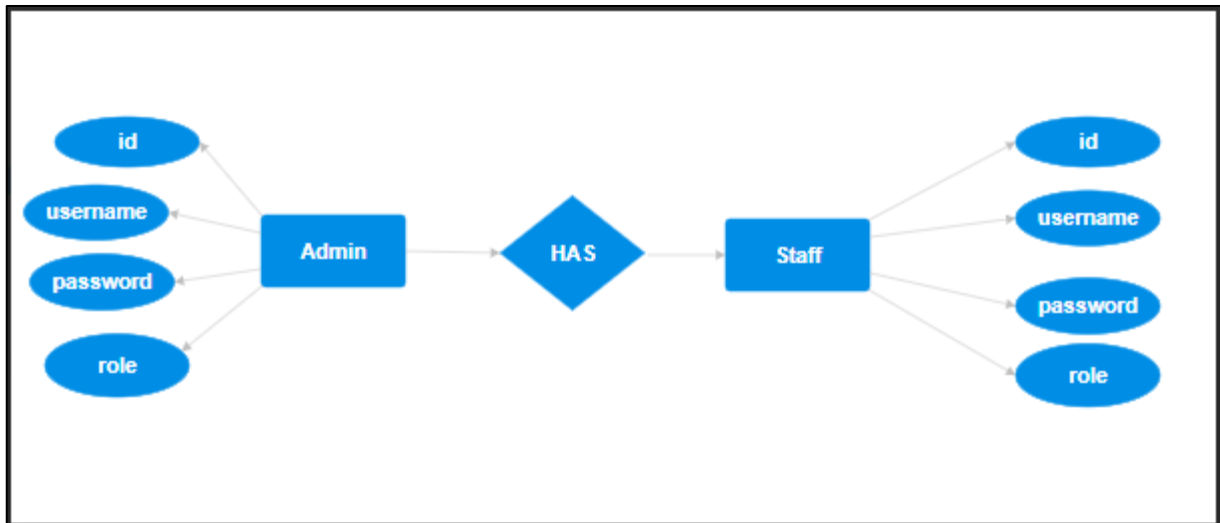 id
username
password
role
Admin
HAS
Staff
id
username
password
role